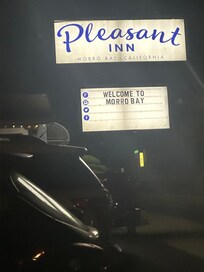 Pleasant
INN
MORRO BAY, CALIFORNIA
WELCOME TO
MORRO BAY